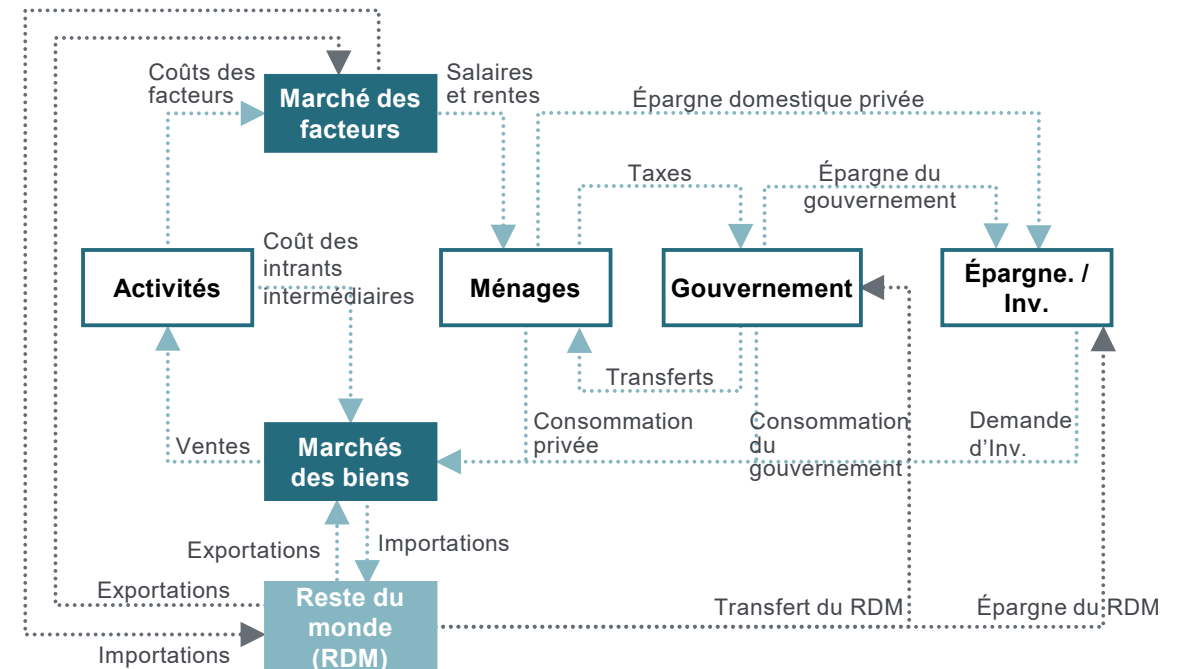 Coûts des
facteurs
Marché des
facteurs
Salaires
et rentes
Épargne domestique privée
Taxes
Épargne du
gouvernement
Coût des
intrants
intermédiaires
Activités
Ménages
Gouvernement
Épargne. /
Inv.
Transferts
Consommation
privée
Consommation
du
gouvernement
Demande
d’Inv.
Ventes
Marchés
des biens
Exportations
Importations
Exportations
Reste du
monde
(RDM)
Transfert du RDM
Épargne du RDM
Importations